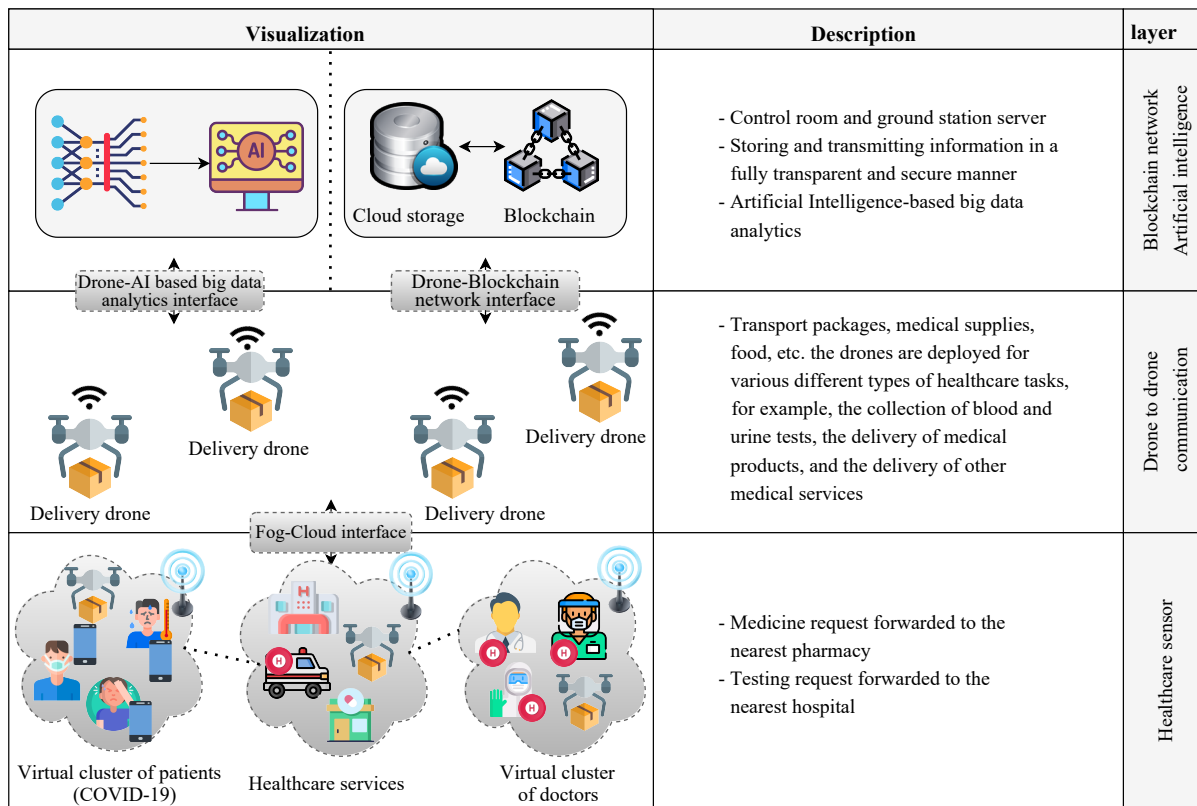 Visualization
Description
layer
AI
Cloud storage
Blockchain
- Control room and ground station server
- Storing and transmitting information in a
fully transparent and secure manner
- Artificial Intelligence-based big data
analytics
Blockchain network
Artificial intelligence
Drone-AI based big data
analytics interface
Drone-Blockchain
network interface
Delivery drone
Delivery drone
Delivery drone
Delivery drone
- Transport packages, medical supplies,
food, etc. the drones are deployed for
various different types of healthcare tasks,
for example, the collection of blood and
urine tests, the delivery of medical
products, and the delivery of other
medical services
Drone to drone
communication
Fog-Cloud interface
H
H
H
H
H
Virtual cluster of patients
(COVID-19)
Healthcare services
Virtual cluster
of doctors
- Medicine request forwarded to the
nearest pharmacy
- Testing request forwarded to the
nearest hospital
Healthcare sensor